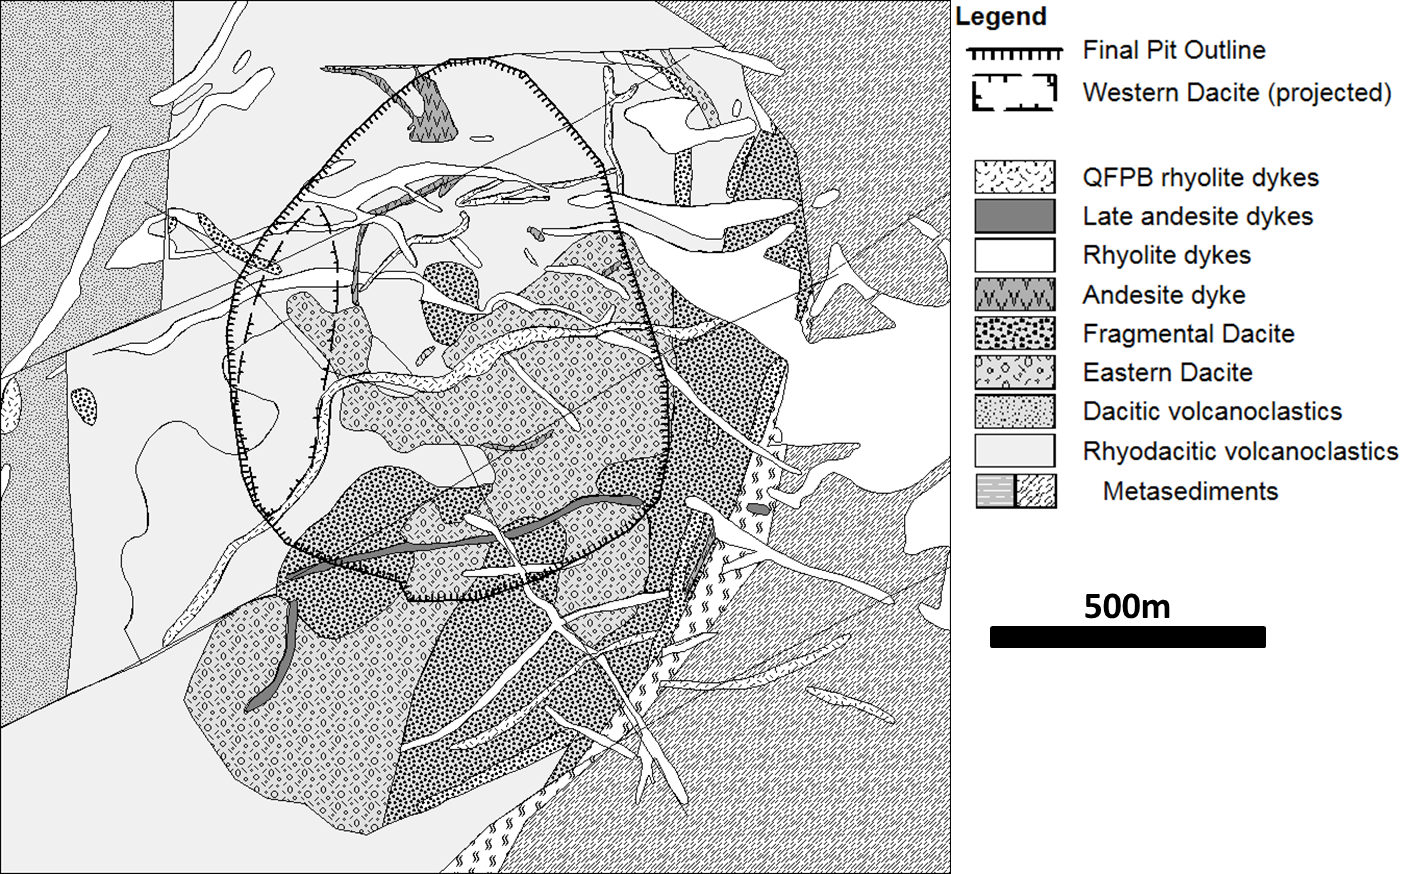 Legend
Final Pit Outline
Western Dacite (projected)
QFPB rhyolite dykes
Late andesite dykes
Rhyolite dykes
Andesite dyke
Fragmental Dacite
Eastern Dacite
Dacitic volcanoclastics
Rhyodacitic volcanoclastics
Metasediments
500m